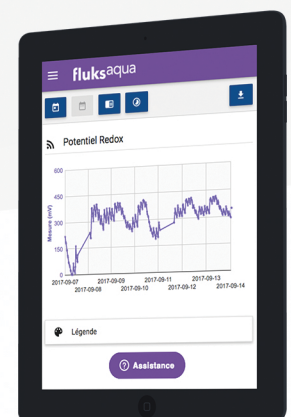 fluksaqua
Potentiel Redox
600
450
300
150
0
Mesure (mV)
2017-09-07
2017-09-08
2017-09-09
2017-09-10
2017-09-11
2017-09-12
2017-09-13
2017-09-14
Légende
Assistance